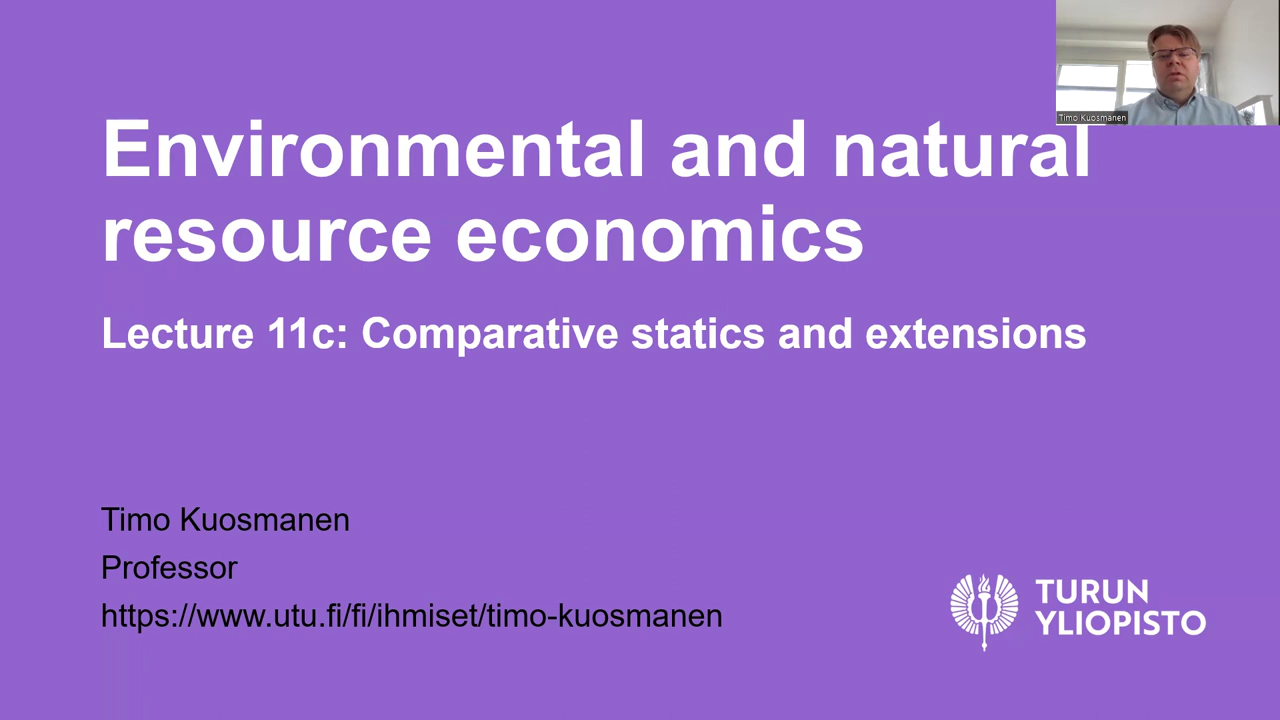 Timo Kuosmanen
Environmental and natural
resource economics
Lecture 11c: Comparative statics and extensions
Timo Kuosmanen
Professor
https://www.utu.fi/fi/ihmiset/timo-kuosmanen
TURUN
YLIOPISTO